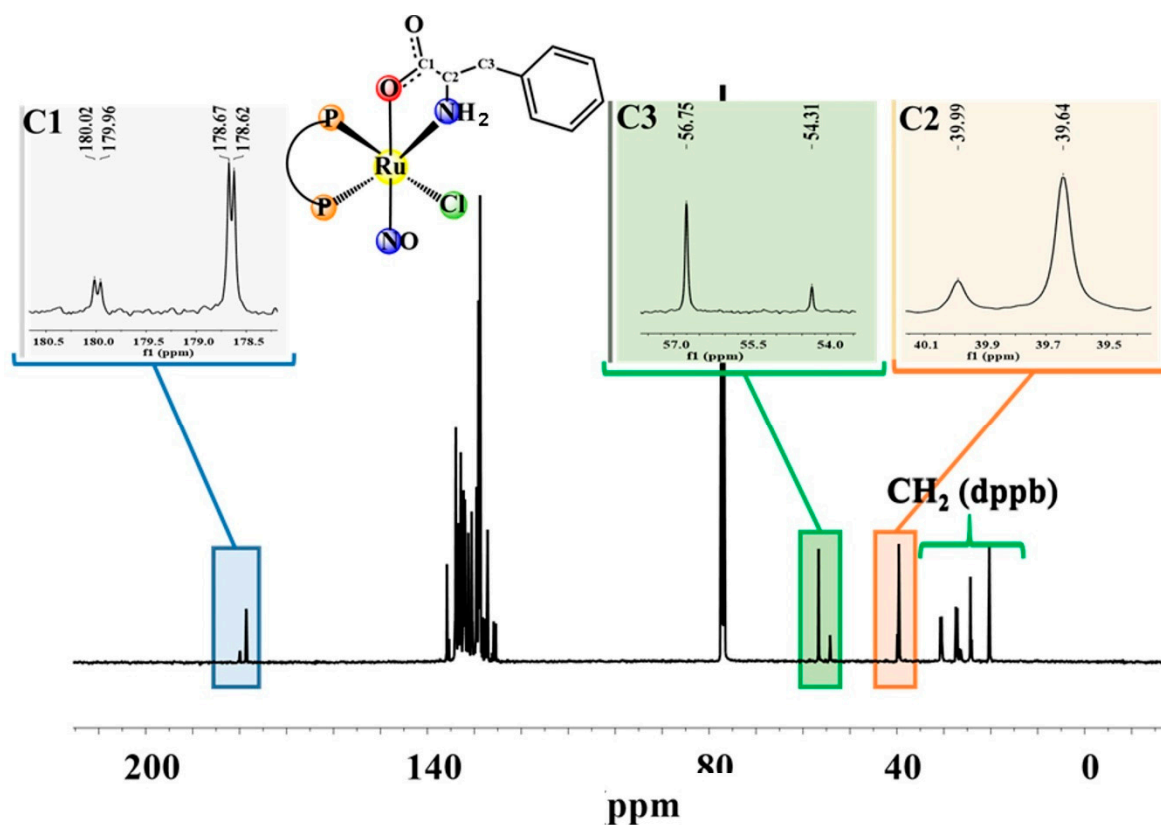 C1
180.02
179.96
178.67
178.62
180.5 180.0 179.5 179.0 178.5
f1 (ppm)
O
C1
C2
C3
O
NH2
P
P
Ru
Cl
NO
C3
56.75
54.31
57.0 55.5 54.0
f1 (ppm)
C2
39.99
39.64
40.1 39.9 39.7 39.5
f1 (ppm)
CH2 (dppb)
200 140 80 40 0
ppm